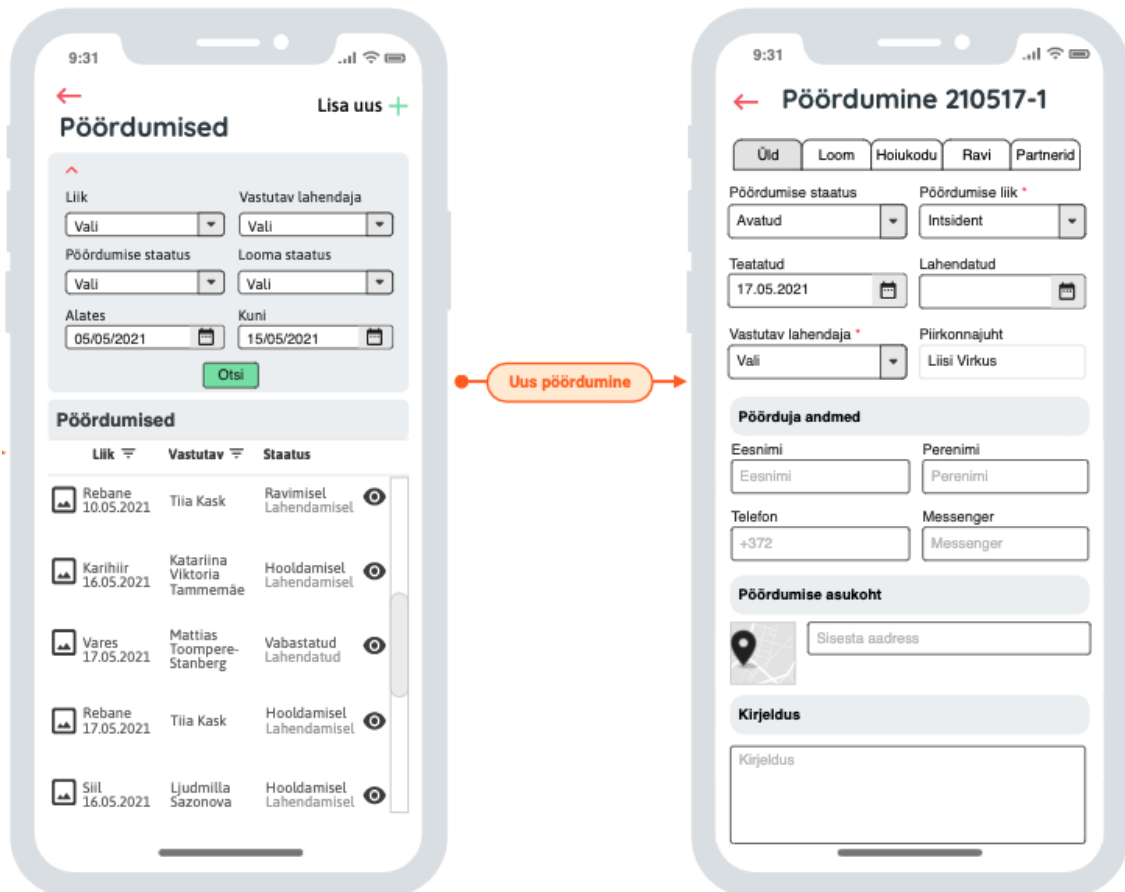 9:31
Lisa uus
Pöördumised
Liik Vastutav lahendaja
Vali Vali
Pöördumise staatus Looma staatus
Vali Vali
Alates Kuni
05/05/2021 15/05/2021
Otsi
Pöördumised
Liik Vastutav Staatus
Rebane
10.05.2021
Tiia Kask
Ravimisel
Lahendamisel
Karihiir
16.05.2021
Katariina
Viktoria
Tammemäe
Hooldamisel
Lahendamisel
Vares
17.05.2021
Mattias
Toompere-
Stanberg
Vabastatud
Lahendatud
Rebane
17.05.2021
Tiia Kask
Hooldamisel
Lahendamisel
Siil
16.05.2021
Ljudmilla
Sazonova
Hooldamisel
Lahendamisel
Uus pöördumine
9:31
Pöördumine 210517-1
Üld Loom Hoiukodu Ravi Partnerid
Pöördumise staatus Pöördumise liik *
Avatud Intsident
Teatatud Lahendatud
17.05.2021
Vastutav lahendaja * Piirkonnajuht
Vali Liisi Virkus
Pöörduja andmed
Eesnimi Perenimi
Eesnimi Perenimi
Telefon Messenger
+372 Messenger
Pöördumise asukoht
Sisesta aadress
Kirjeldus
Kirjeldus